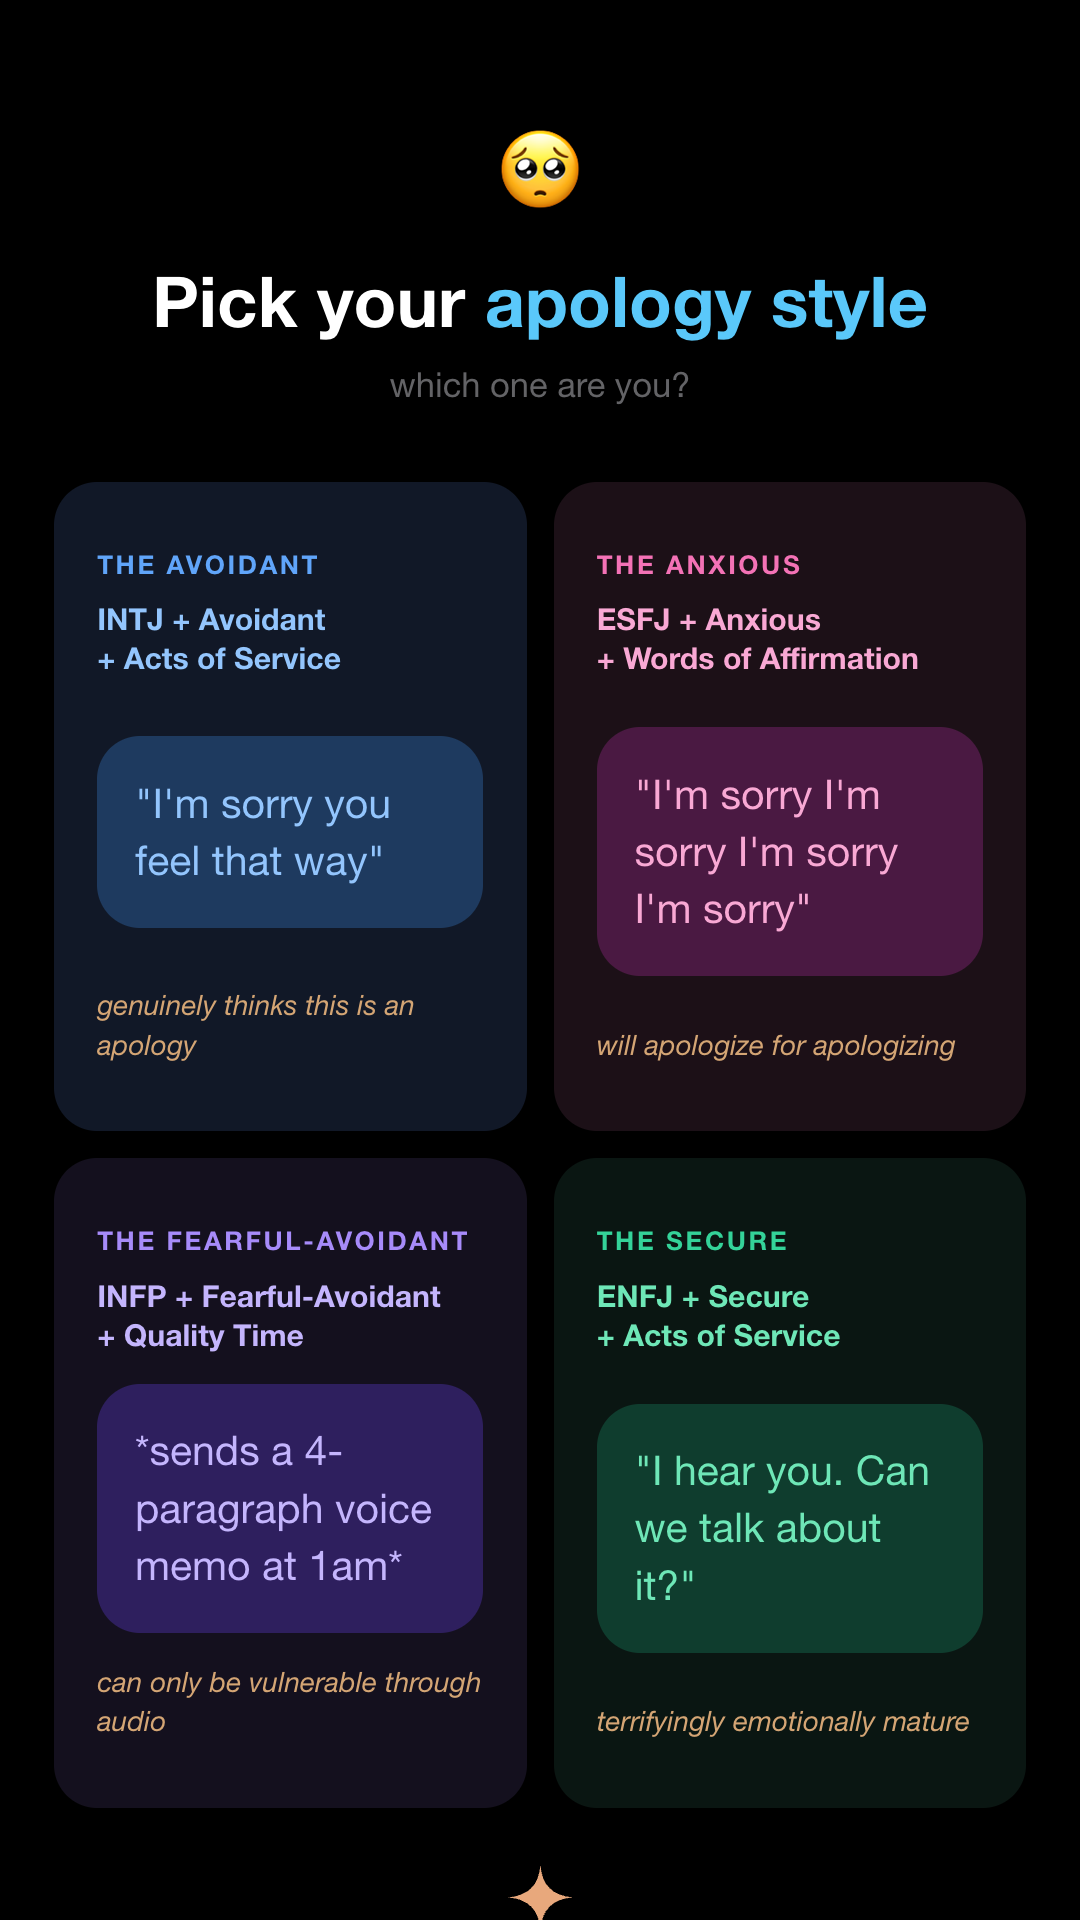 Pick your apology style
which one are you?
THE AVOIDANT
INTJ + Avoidant
+ Acts of Service
"I'm sorry you
feel that way"
genuinely thinks this is an
apology
THE ANXIOUS
ESFJ + Anxious
+ Words of Affirmation
"I'm sorry I'm
sorry I'm sorry
I'm sorry"
will apologize for apologizing
THE FEARFUL-AVOIDANT
INFP + Fearful-Avoidant
+ Quality Time
*sends a 4-
paragraph voice
memo at 1am*
can only be vulnerable through
audio
THE SECURE
ENFJ + Secure
+ Acts of Service
"I hear you. Can
we talk about
it?"
terrifyingly emotionally mature